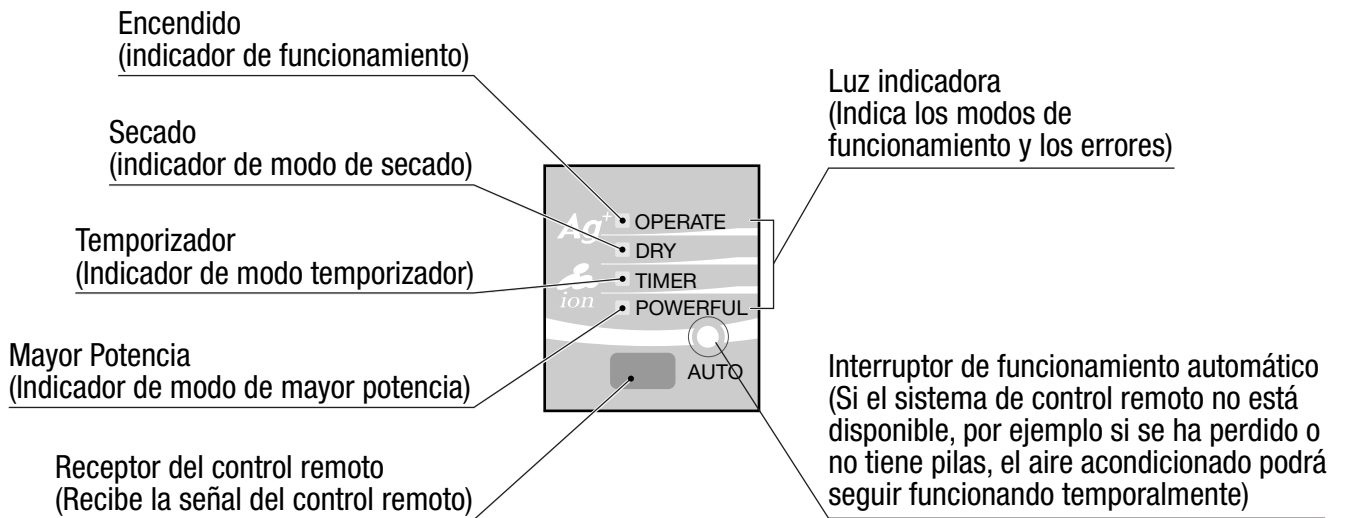 Encendido
(indicador de funcionamiento)
Secado
(indicador de modo de secado)
Temporizador
(Indicador de modo temporizador)
Mayor Potencia
(Indicador de modo de mayor potencia)
Receptor del control remoto
(Recibe la señal del control remoto)
Ag+
ion
OPERATE
DRY
TIMER
POWERFUL
AUTO
Luz indicadora
(Indica los modos de
funcionamiento y los errores)
Interruptor de funcionamiento automático
(Si el sistema de control remoto no está
disponible, por ejemplo si se ha perdido o
no tiene pilas, el aire acondicionado podrá
seguir funcionando temporalmente)